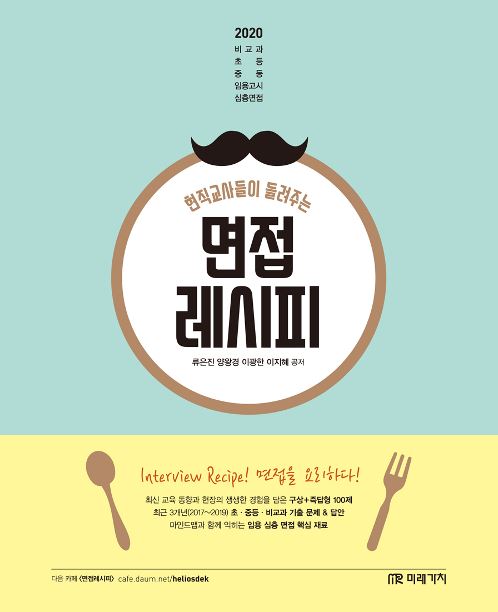 2020
비교과
초등
중등
임용고시
심층면접
현직교사들이 들려주는
면접
레시피
류은진 양왕경 이광한 이지혜 공저
Interview Recipe! 면접을 요리하다!
최신 교육 동향과 현장의 생생한 경험을 담은 구상+즉답형 100제
최근 3개년(2017~2019) 초·중등·비교과 기출 문제 & 답안
마인드맵과 함께 익히는 임용 심층 면접 핵심 재료
다음 카페 <면접레시피> cafe.daum.net/heliosdek
MR 미래가치